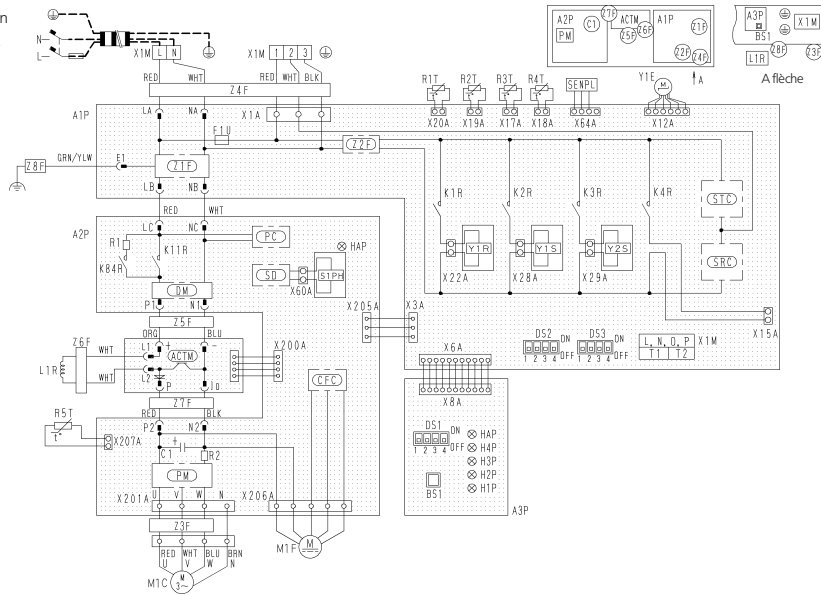 on
N
L
X1M L N
X1M 1 2 3
RED WHT
RED WHT BLK
Z4F
A1P
LA NA
X1A
F1U
Z2F
Z8F
GRN/YLW
E1
Z1F
LB NB
RED WHT
A2P
LC NC
R1
K11R
K84R
PC
SD
HAP
S1PH
X60A
DM
P1 N1
Z5F
X205A
X3A
ORG BLU
Z6F
L1R
WHT
WHT
L1 + -
ACTM
L2
P Io
X200A
Z7F
CFC
RED BLK
R5T
t°
X207A
P2 N2
C1 +
R2
PM
U V W N
X201A
X206A
Z3F
RED WHT BLU BRN
U V W N
M1C
M
3~
M1F
M
R1T R2T R3T R4T
X20A X19A X17A X18A
SENPL
X64A
Y1E
M
X12A
K1R K2R K3R K4R
Y1R Y1S Y2S
X22A X28A X29A
STC
SRC
X15A
DS2 ON
1 2 3 4 OFF
DS3 ON
1 2 3 4 OFF
L, N, O, P
T1 T2
X1M
X6A
X8A
DS1 ON
1 2 3 4 OFF
BS1
HAP
H4P
H3P
H2P
H1P
A3P
A2P
PM
C1
Z7F
ACTM
Z5F
Z6F
A1P
Z1F
Z2F
Z4F
A
A3P
BS1
X1M
L1R
Z8F
Z3F
A flèche